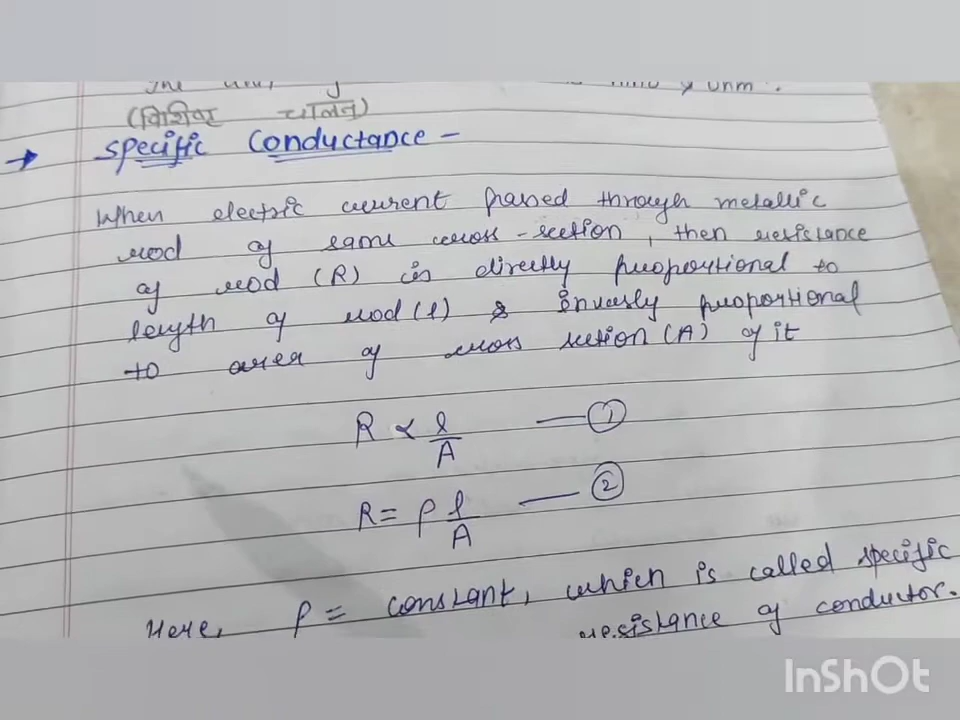 (विशिष्ट चालन)
→ Specific Conductance –
When electric current passed through metallic
rod of same cross-section, then resistance
of rod (R) is directly proportional to
length of rod (l) & inversly proportional
to area of cross section (A) of it
R ∝ l/A — ①
R = ρ l/A — ②
Here, ρ = constant, which is called specific
resistance of conductor.
InShOt